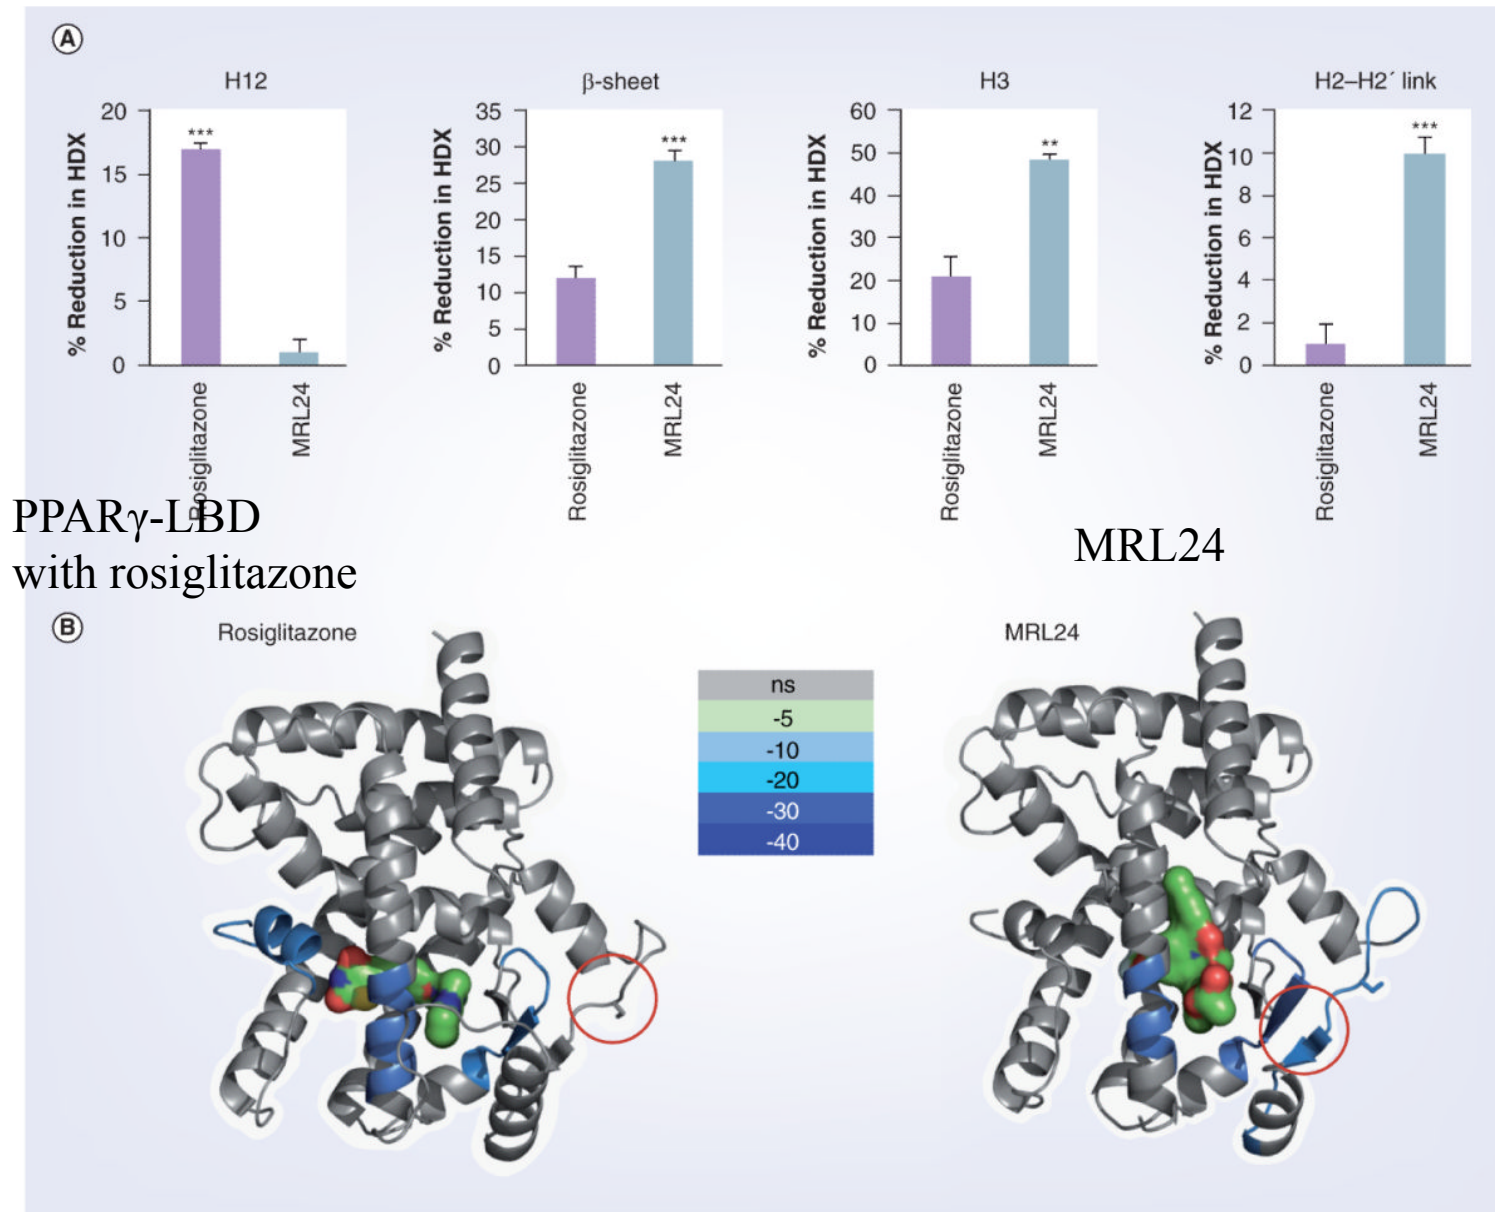 A
H12
β-sheet
H3
H2–H2´ link
% Reduction in HDX
20
15
10
5
0
Rosiglitazone
MRL24
% Reduction in HDX
35
30
25
20
15
10
5
0
Rosiglitazone
MRL24
% Reduction in HDX
60
50
40
30
20
10
0
Rosiglitazone
MRL24
% Reduction in HDX
12
10
8
6
4
2
0
Rosiglitazone
MRL24
***
***
**
***
PPARγ-LBD
with rosiglitazone
MRL24
B
Rosiglitazone
MRL24
ns
-5
-10
-20
-30
-40